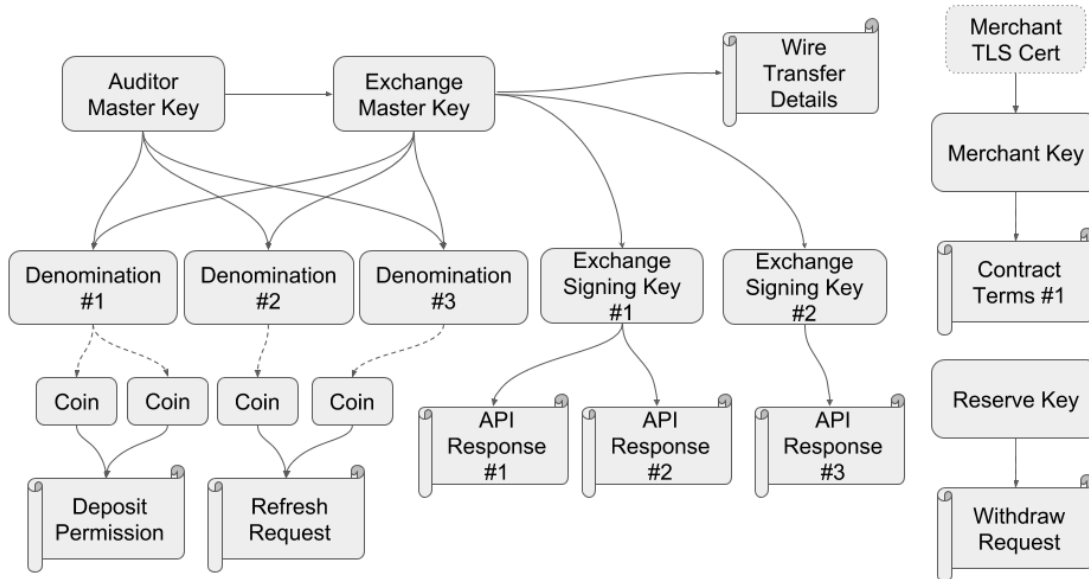 Auditor
Master Key
Exchange
Master Key
Wire
Transfer
Details
Merchant
TLS Cert
Merchant Key
Denomination
#1
Denomination
#2
Denomination
#3
Exchange
Signing Key
#1
Exchange
Signing Key
#2
Contract
Terms #1
Coin
Coin
Coin
Coin
API
Response
#1
API
Response
#2
API
Response
#3
Reserve Key
Deposit
Permission
Refresh
Request
Withdraw
Request